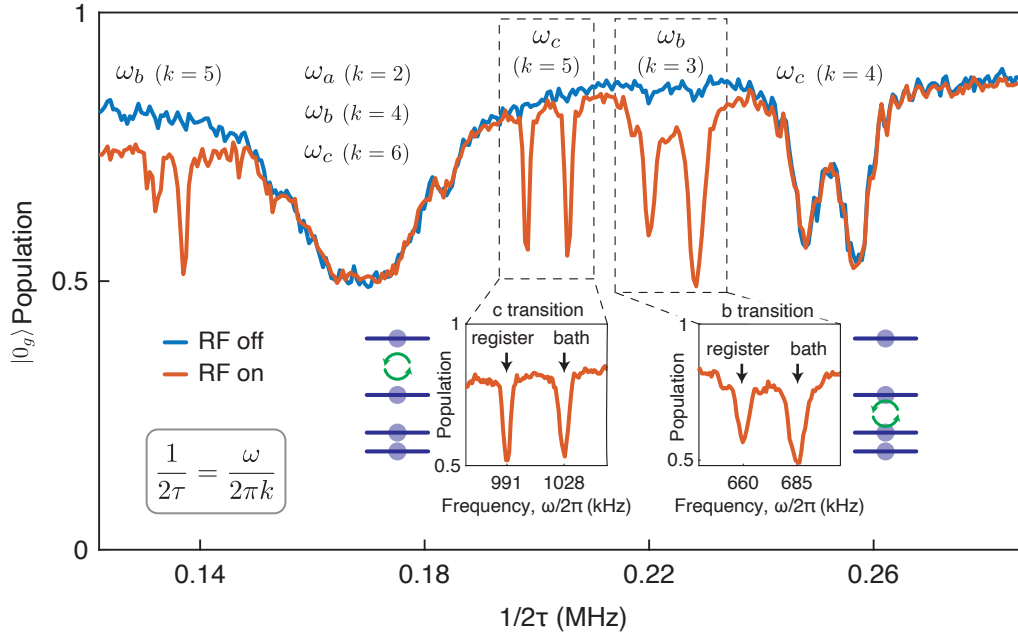 1
ω_b (k = 5)
ω_a (k = 2)
ω_b (k = 4)
ω_c (k = 6)
ω_c
(k = 5)
ω_b
(k = 3)
ω_c (k = 4)
|0_g⟩ Population
0.5
RF off
RF on
1/2τ = ω/2πk
c transition
1
register
bath
Population
0.5
991
1028
Frequency, ω/2π (kHz)
b transition
1
register
bath
Population
0.5
660
685
Frequency, ω/2π (kHz)
0
0.14
0.18
0.22
0.26
1/2τ (MHz)